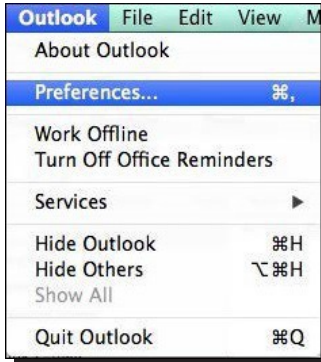 Outlook File Edit View M
About Outlook
Preferences... ⌘,
Work Offline
Turn Off Office Reminders
Services ▶
Hide Outlook ⌘H
Hide Others ⌥⌘H
Show All
Quit Outlook ⌘Q